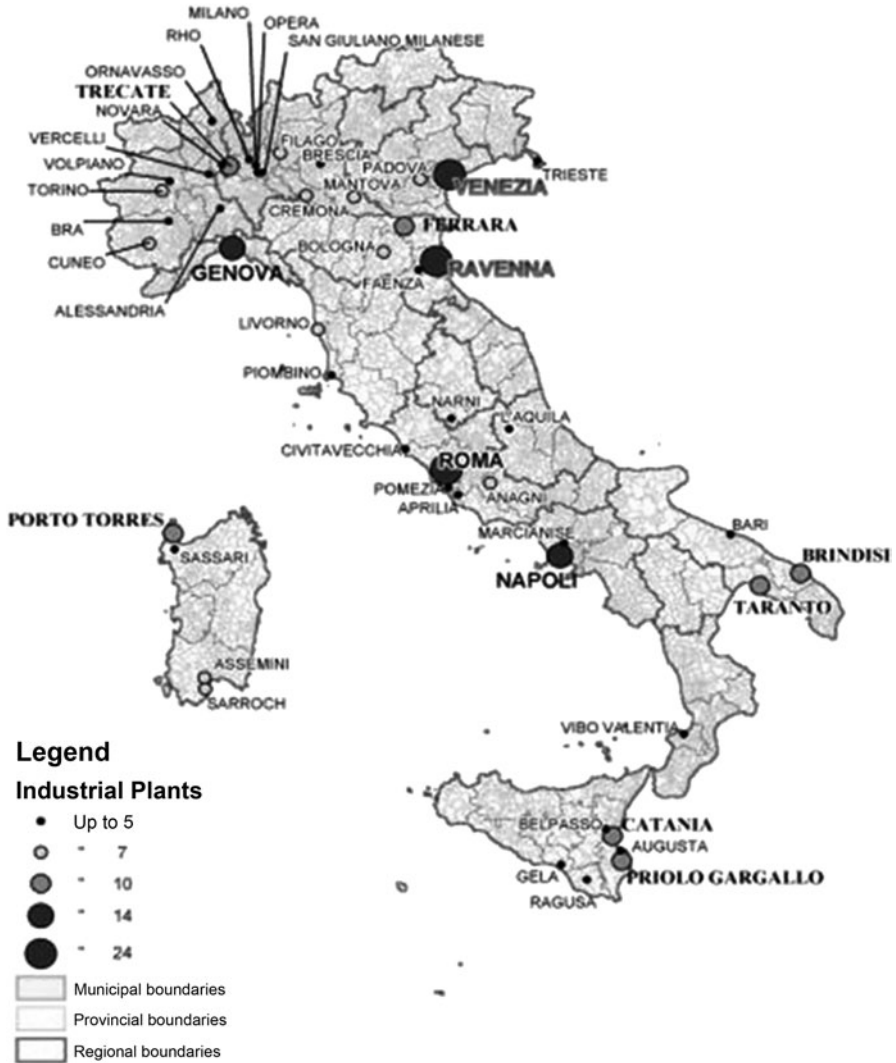 MILANO
OPERA
RHO
SAN GIULIANO MILANESE
ORNAVASSO
TRECATE
NOVARA
VERCELLI
FILAGO
BRESCIA
VOLPIANO
PADOVA
VENEZIA
TRIESTE
TORINO
MANTOVA
CREMONA
BRA
FERRARA
BOLOGNA
CUNEO
GENOVA
RAVENNA
FAENZA
ALESSANDRIA
LIVORNO
PIOMBINO
NARNI
L'AQUILA
CIVITAVECCHIA
ROMA
POMEZIA
ANAGNI
APRILIA
PORTO TORRES
MARCIANISE
BARI
SASSARI
BRINDISI
NAPOLI
TARANTO
ASSEMINI
SARROCH
VIBO VALENTIA
Legend
Industrial Plants
Up to 5
" 7
" 10
" 14
" 24
Municipal boundaries
Provincial boundaries
Regional boundaries
BELPASSO
CATANIA
AUGUSTA
GELA
PRIOLO GARGALLO
RAGUSA